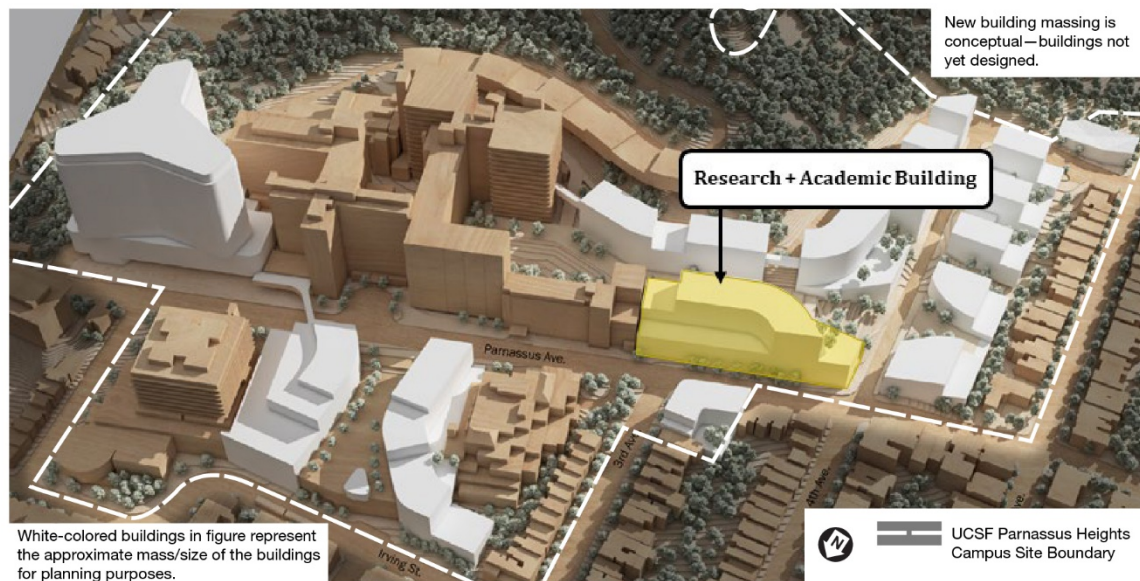 New building massing is
conceptual—buildings not
yet designed.
Research + Academic Building
Parnassus Ave.
3rd Ave.
4th Ave.
Ave.
Irving St.
White-colored buildings in figure represent
the approximate mass/size of the buildings
for planning purposes.
N
UCSF Parnassus Heights
Campus Site Boundary